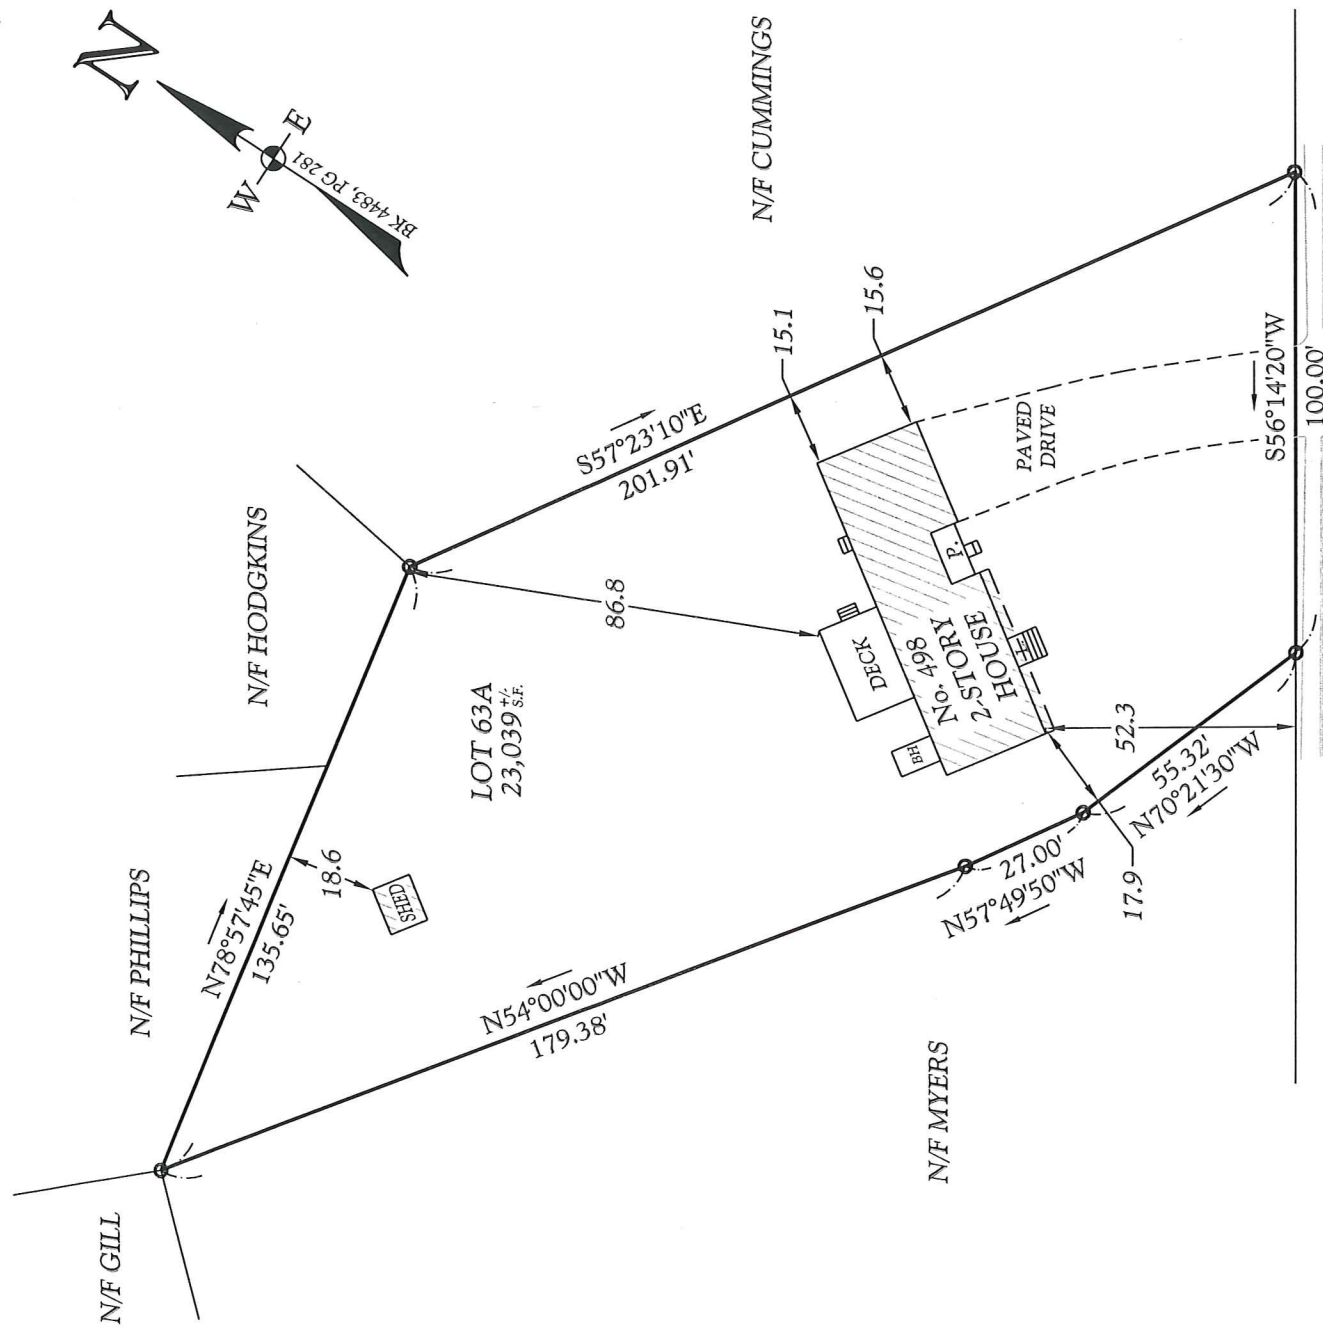 N
W
E
BK 4483, PG 281
N/F CUMMINGS
N/F HODGKINS
N/F PHILLIPS
N/F GILL
N/F MYERS
N78°57'45"E
135.65'
18.6
SHED
LOT 63A
23,039 +/- S.F.
86.8
S57°23'10"E
201.91'
15.1
15.6
DECK
BH
No. 498
2-STORY
HOUSE
P.
PAVED
DRIVE
52.3
17.9
N54°00'00"W
179.38'
27.00'
N57°49'50"W
55.32'
N70°21'30"W
S56°14'20"W
100.00'